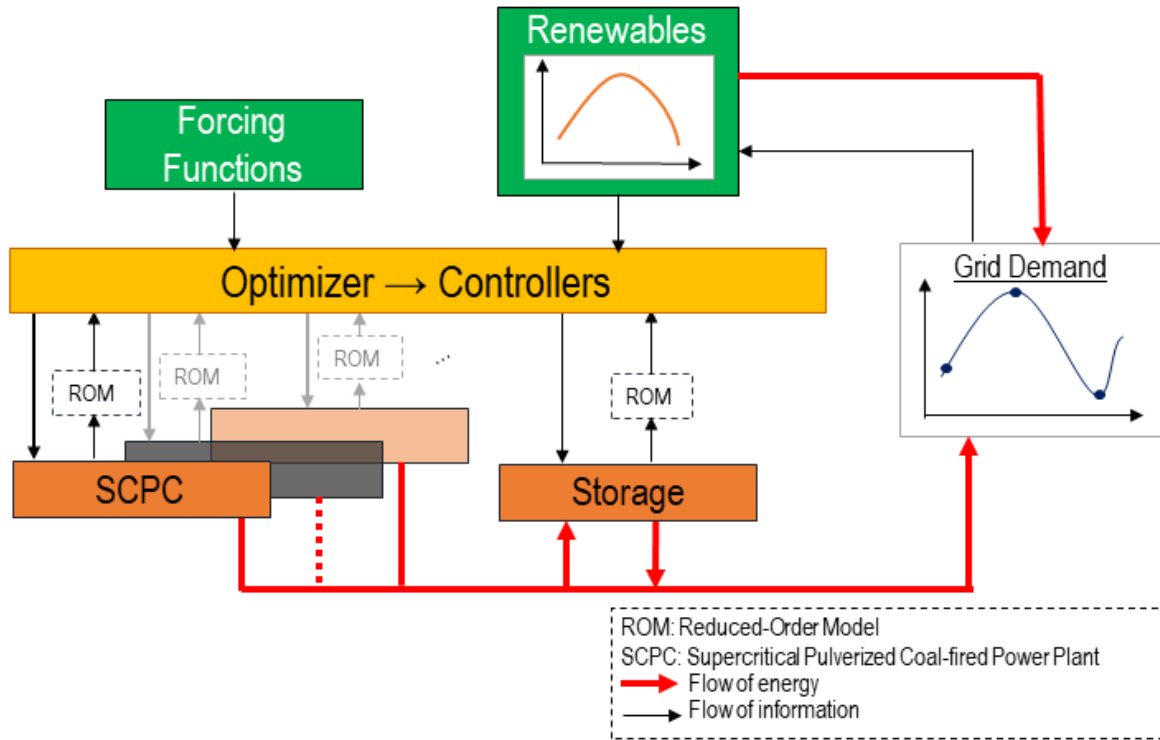 Renewables
Forcing
Functions
Optimizer → Controllers
Grid Demand
ROM
ROM
ROM
...
ROM
SCPC
Storage
ROM: Reduced-Order Model
SCPC: Supercritical Pulverized Coal-fired Power Plant
Flow of energy
Flow of information